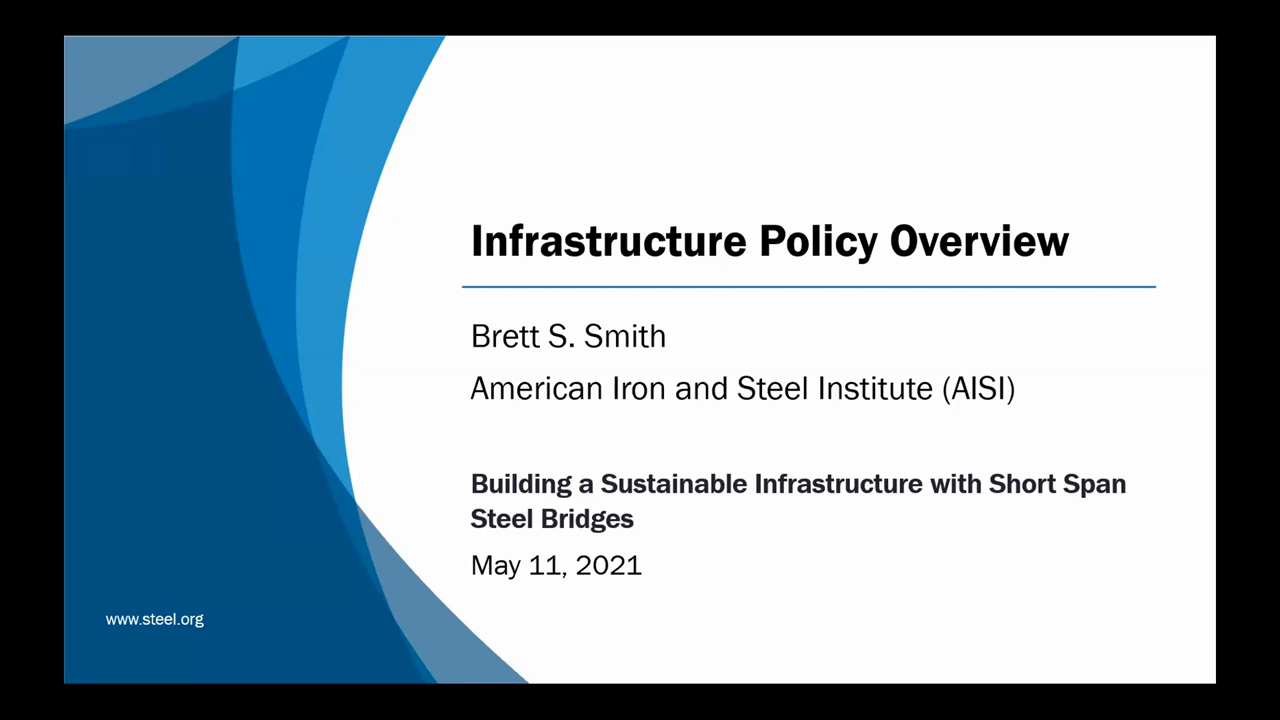 Infrastructure Policy Overview
Brett S. Smith
American Iron and Steel Institute (AISI)
Building a Sustainable Infrastructure with Short Span
Steel Bridges
May 11, 2021
www.steel.org